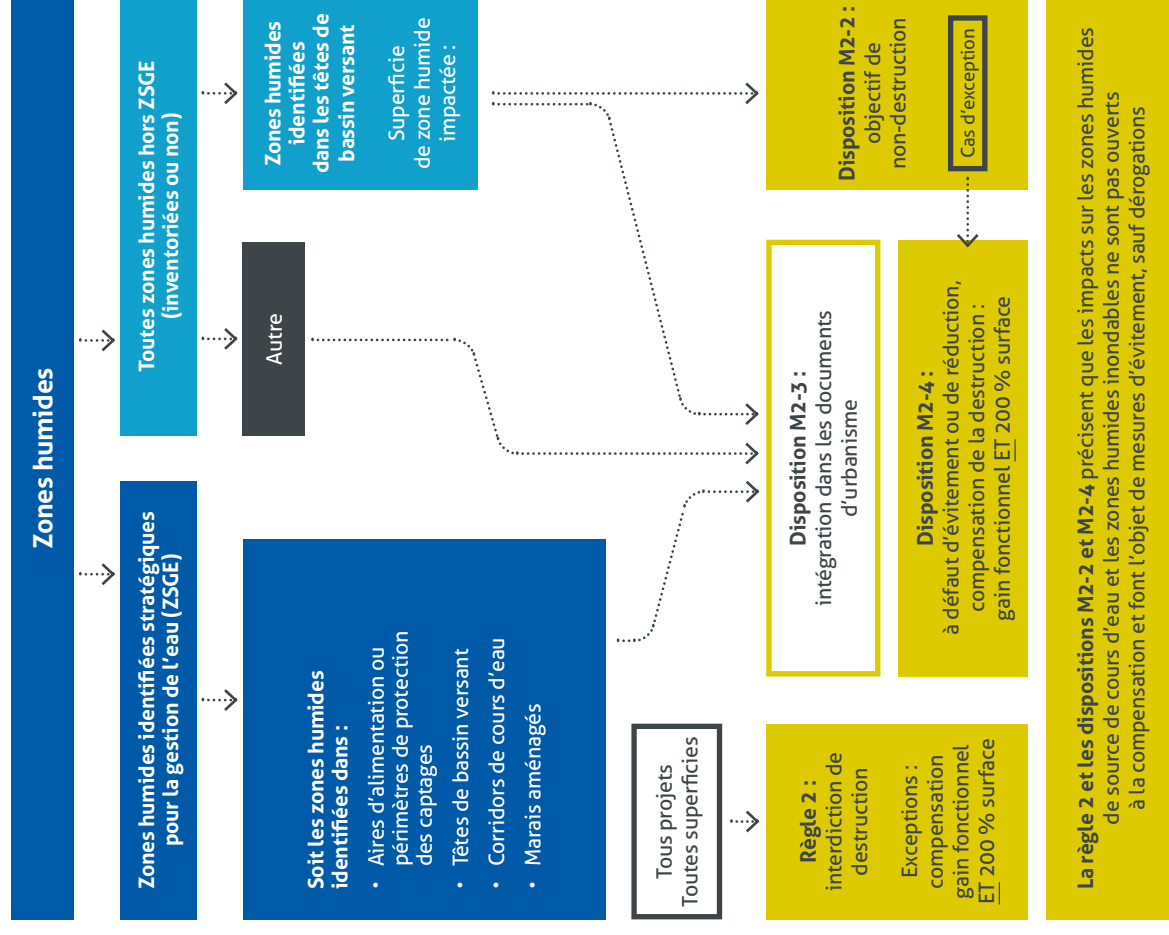 Zones humides
Zones humides identifiées stratégiques
pour la gestion de l'eau (ZSGE)
Toutes zones humides hors ZSGE
(inventoriées ou non)
Soit les zones humides
identifiées dans :
• Aires d'alimentation ou
périmètres de protection
des captages
• Têtes de bassin versant
• Corridors de cours d'eau
• Marais aménagés
Autre
Zones humides
identifiées
dans les têtes de
bassin versant
Superficie
de zone humide
impactée :
Tous projets
Toutes superficies
Règle 2 :
interdiction de
destruction
Exceptions :
compensation
gain fonctionnel
ET 200 % surface
Disposition M2-3 :
intégration dans les documents
d'urbanisme
Disposition M2-4 :
à défaut d'évitement ou de réduction,
compensation de la destruction :
gain fonctionnel ET 200 % surface
Disposition M2-2 :
objectif de
non-destruction
Cas d'exception
La règle 2 et les dispositions M2-2 et M2-4 précisent que les impacts sur les zones humides
de source de cours d'eau et les zones humides inondables ne sont pas ouverts
à la compensation et font l'objet de mesures d'évitement, sauf dérogations